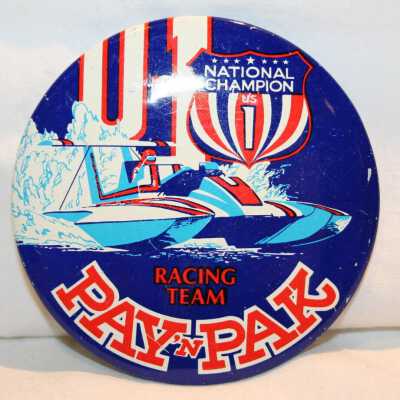 U1
NATIONAL
CHAMPION
US
1
RACING
TEAM
PAY 'N PAK